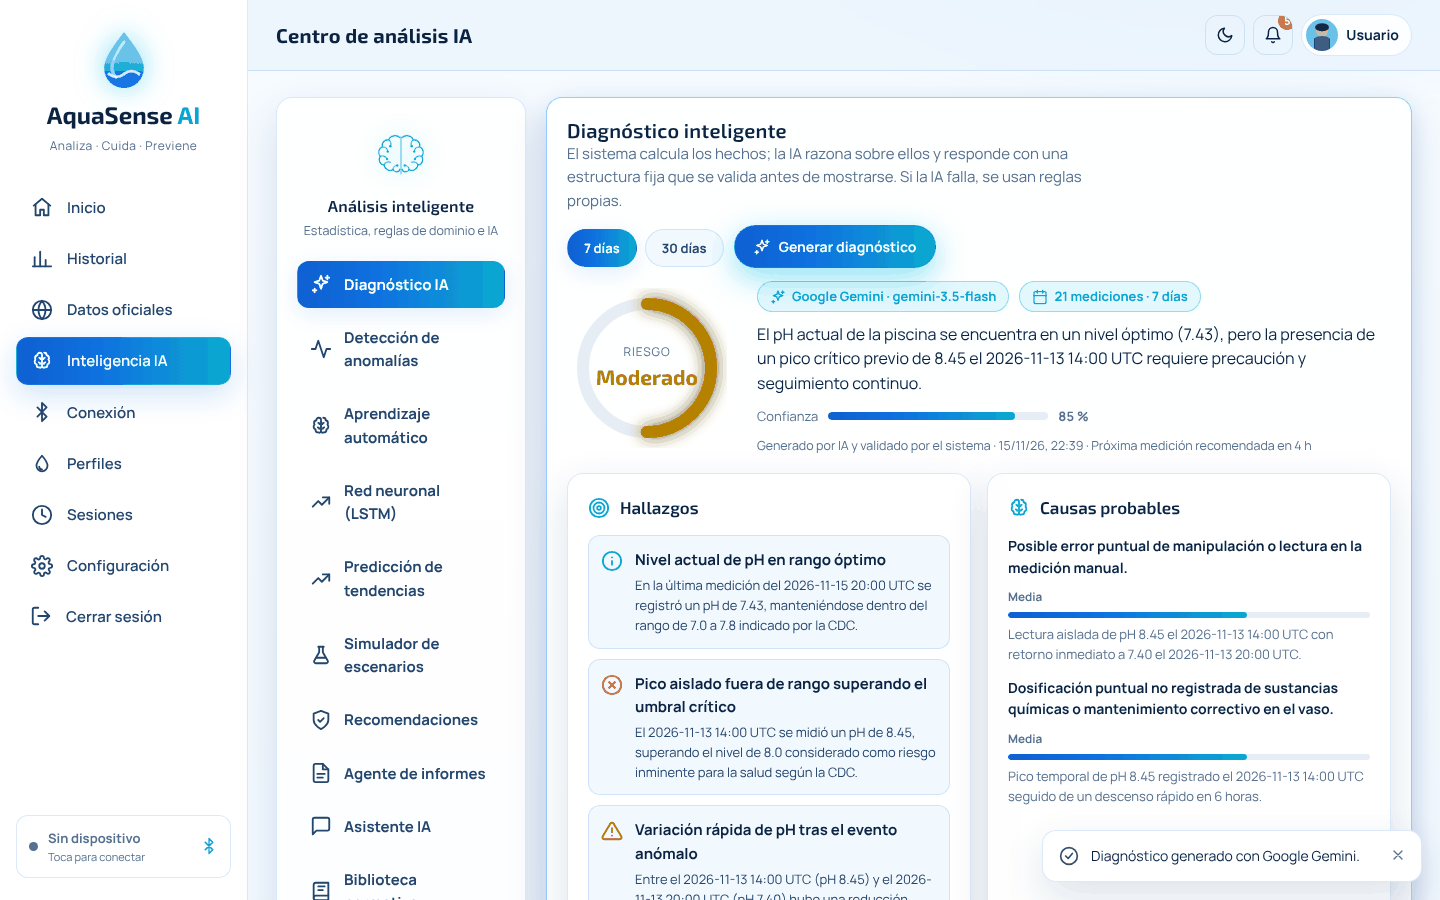 AquaSense AI
Analiza · Cuida · Previene
Inicio
Historial
Datos oficiales
Inteligencia IA
Conexión
Perfiles
Sesiones
Configuración
Cerrar sesión
Sin dispositivo
Toca para conectar
Centro de análisis IA
Usuario
Análisis inteligente
Estadística, reglas de dominio e IA
Diagnóstico IA
Detección de
anomalías
Aprendizaje
automático
Red neuronal
(LSTM)
Predicción de
tendencias
Simulador de
escenarios
Recomendaciones
Agente de informes
Asistente IA
Biblioteca
Diagnóstico inteligente
El sistema calcula los hechos; la IA razona sobre ellos y responde con una
estructura fija que se valida antes de mostrarse. Si la IA falla, se usan reglas
propias.
7 días
30 días
Generar diagnóstico
RIESGO
Moderado
Google Gemini · gemini-3.5-flash
21 mediciones · 7 días
El pH actual de la piscina se encuentra en un nivel óptimo (7.43), pero la presencia de
un pico crítico previo de 8.45 el 2026-11-13 14:00 UTC requiere precaución y
seguimiento continuo.
Confianza 85 %
Generado por IA y validado por el sistema · 15/11/26, 22:39 · Próxima medición recomendada en 4 h
Hallazgos
Nivel actual de pH en rango óptimo
En la última medición del 2026-11-15 20:00 UTC se
registró un pH de 7.43, manteniéndose dentro del
rango de 7.0 a 7.8 indicado por la CDC.
Pico aislado fuera de rango superando el
umbral crítico
El 2026-11-13 14:00 UTC se midió un pH de 8.45,
superando el nivel de 8.0 considerado como riesgo
inminente para la salud según la CDC.
Variación rápida de pH tras el evento
anómalo
Entre el 2026-11-13 14:00 UTC (pH 8.45) y el 2026-
11-13 20:00 UTC (pH 7.40) hubo una reducción
Causas probables
Posible error puntual de manipulación o lectura en la
medición manual.
Media
Lectura aislada de pH 8.45 el 2026-11-13 14:00 UTC con
retorno inmediato a 7.40 el 2026-11-13 20:00 UTC.
Dosificación puntual no registrada de sustancias
químicas o mantenimiento correctivo en el vaso.
Media
Pico temporal de pH 8.45 registrado el 2026-11-13 14:00 UTC
seguido de un descenso rápido en 6 horas.
Diagnóstico generado con Google Gemini.